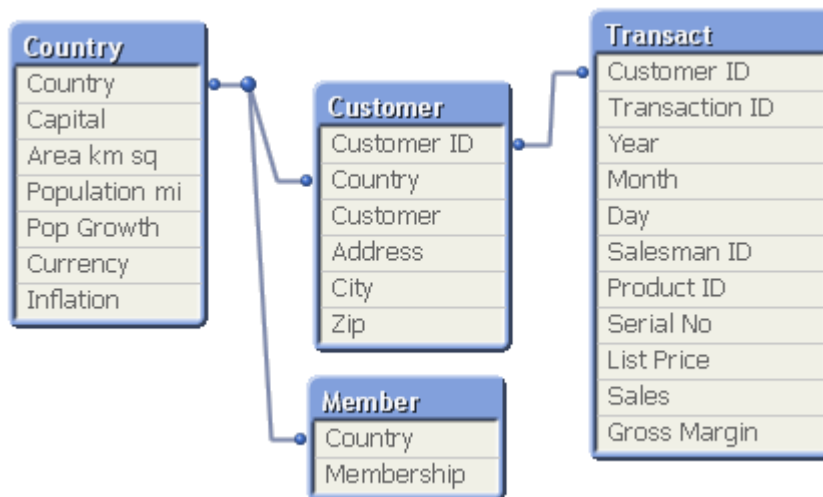 Country
Country
Capital
Area km sq
Population mi
Pop Growth
Currency
Inflation
Customer
Customer ID
Country
Customer
Address
City
Zip
Member
Country
Membership
Transact
Customer ID
Transaction ID
Year
Month
Day
Salesman ID
Product ID
Serial No
List Price
Sales
Gross Margin